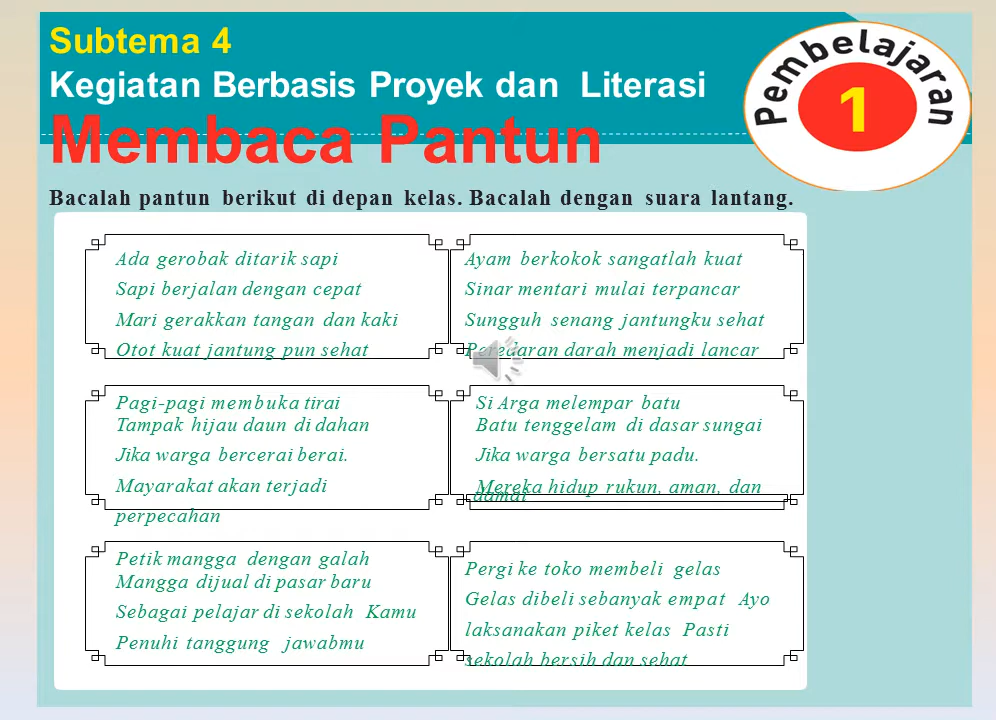 Subtema 4
Kegiatan Berbasis Proyek dan Literasi
Membaca Pantun
Pembelajaran
1
Bacalah pantun berikut di depan kelas. Bacalah dengan suara lantang.
Ada gerobak ditarik sapi
Sapi berjalan dengan cepat
Mari gerakkan tangan dan kaki
Otot kuat jantung pun sehat
Ayam berkokok sangatlah kuat
Sinar mentari mulai terpancar
Sungguh senang jantungku sehat
darah menjadi lancar
Pagi-pagi membuka tirai
Tampak hijau daun di dahan
Jika warga bercerai berai.
Mayarakat akan terjadi
perpecahan
Si Arga melempar batu
Batu tenggelam di dasar sungai
Jika warga bersatu padu.
Mereka hidup rukun, aman, dan
damai
Petik mangga dengan galah
Mangga dijual di pasar baru
Sebagai pelajar di sekolah Kamu
Penuhi tanggung jawabmu
Pergi ke toko membeli gelas
Gelas dibeli sebanyak empat Ayo
laksanakan piket kelas Pasti
sekolah bersih dan sehat